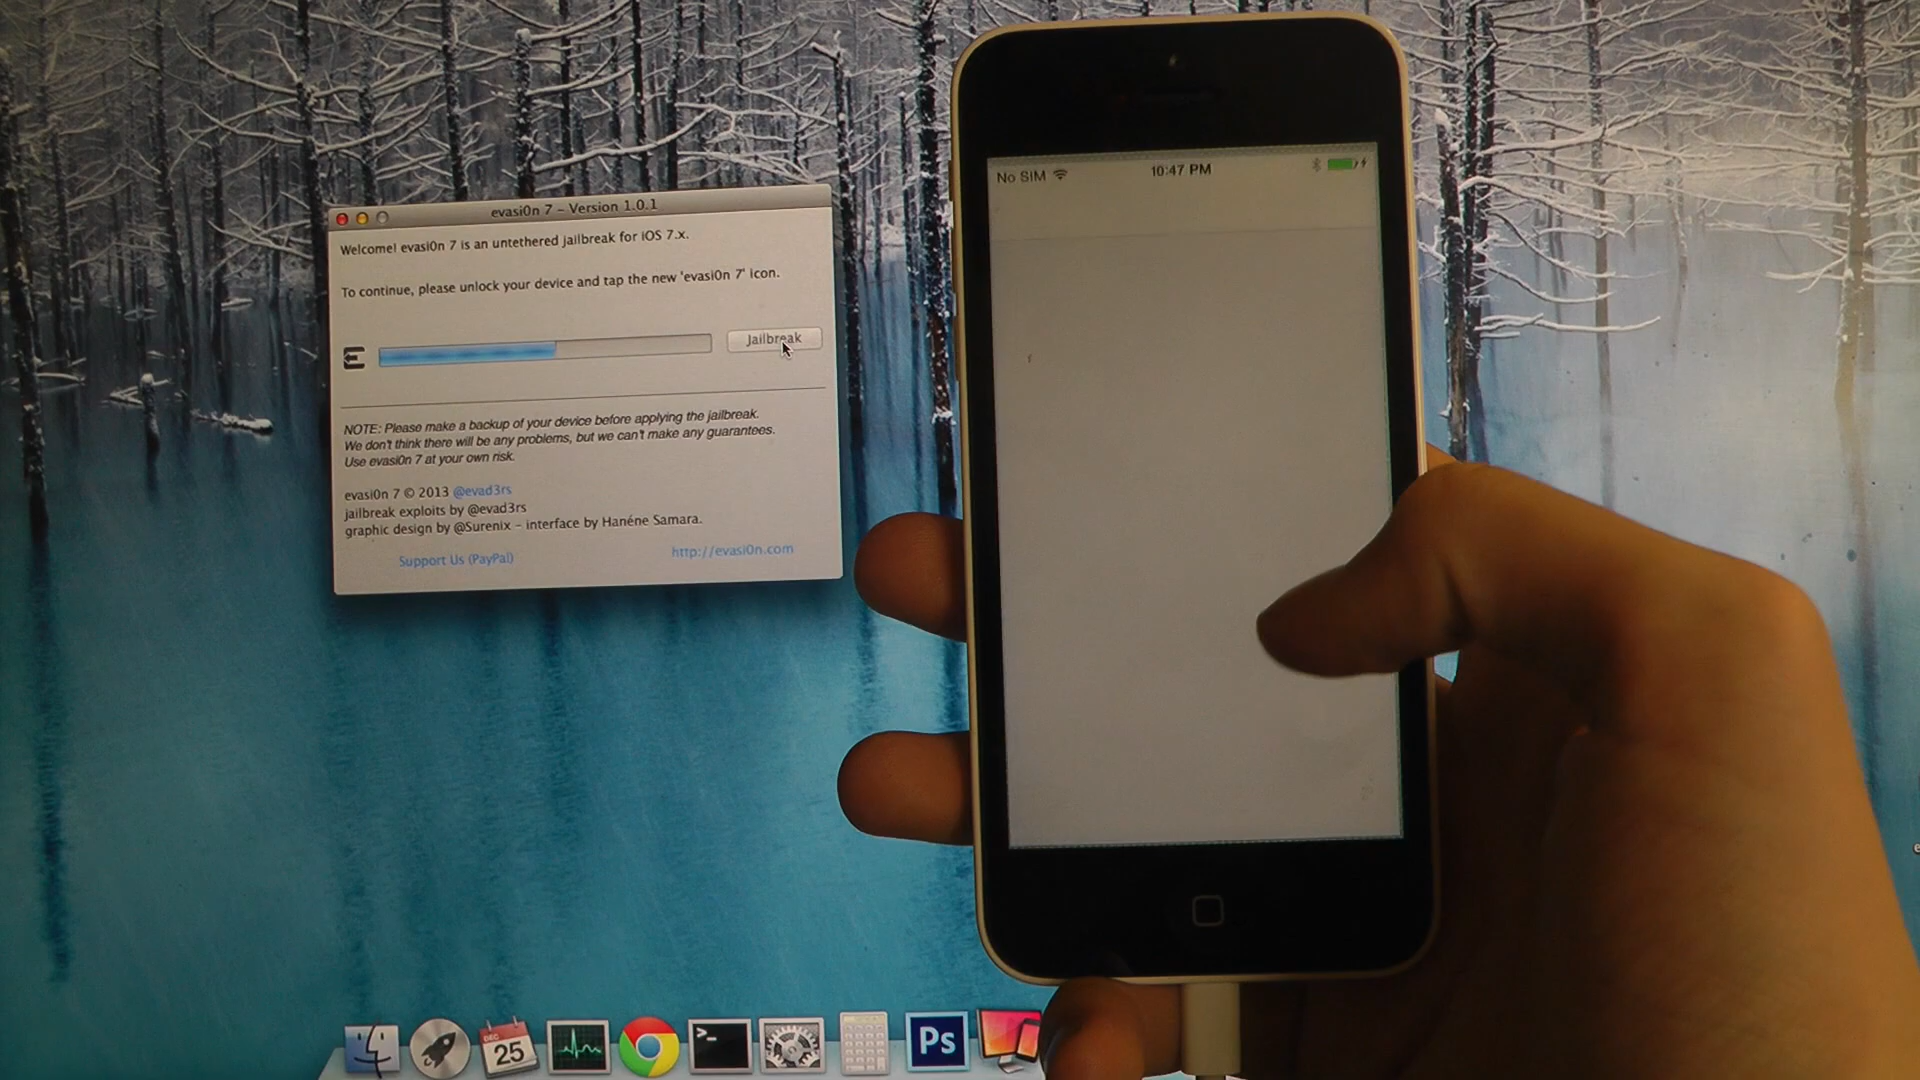 evasi0n 7 – Version 1.0.1
Welcome! evasi0n 7 is an untethered jailbreak for iOS 7.x.
To continue, please unlock your device and tap the new 'evasi0n 7' icon.
Jailbreak
NOTE: Please make a backup of your device before applying the jailbreak.
We don't think there will be any problems, but we can't make any guarantees.
Use evasi0n 7 at your own risk.
evasi0n 7 © 2013 @evad3rs
jailbreak exploits by @evad3rs
graphic design by @Surenix – interface by Hanéne Samara.
Support Us (PayPal)
http://evasi0n.com
No SIM
10:47 PM
DEC
25
>_
Ps